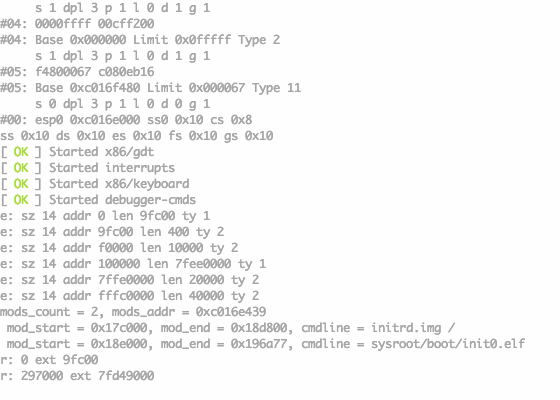 s 1 dpl 3 p 1 l 0 d 1 g 1
#04: 0000ffff 00cff200
#04: Base 0x000000 Limit 0x0fffff Type 2
s 1 dpl 3 p 1 l 0 d 1 g 1
#05: f4800067 c080eb16
#05: Base 0xc016f480 Limit 0x000067 Type 11
s 0 dpl 3 p 1 l 0 d 0 g 1
#00: esp0 0xc016e000 ss0 0x10 cs 0x8
ss 0x10 ds 0x10 es 0x10 fs 0x10 gs 0x10
[ OK ] Started x86/gdt
[ OK ] Started interrupts
[ OK ] Started x86/keyboard
[ OK ] Started debugger-cmds
e: sz 14 addr 0 len 9fc00 ty 1
e: sz 14 addr 9fc00 len 400 ty 2
e: sz 14 addr f0000 len 10000 ty 2
e: sz 14 addr 100000 len 7fee0000 ty 1
e: sz 14 addr 7ffe0000 len 20000 ty 2
e: sz 14 addr fffc0000 len 40000 ty 2
mods_count = 2, mods_addr = 0xc016e439
mod_start = 0x17c000, mod_end = 0x18d800, cmdline = initrd.img /
mod_start = 0x18e000, mod_end = 0x196a77, cmdline = sysroot/boot/init0.elf
r: 0 ext 9fc00
r: 297000 ext 7fd49000